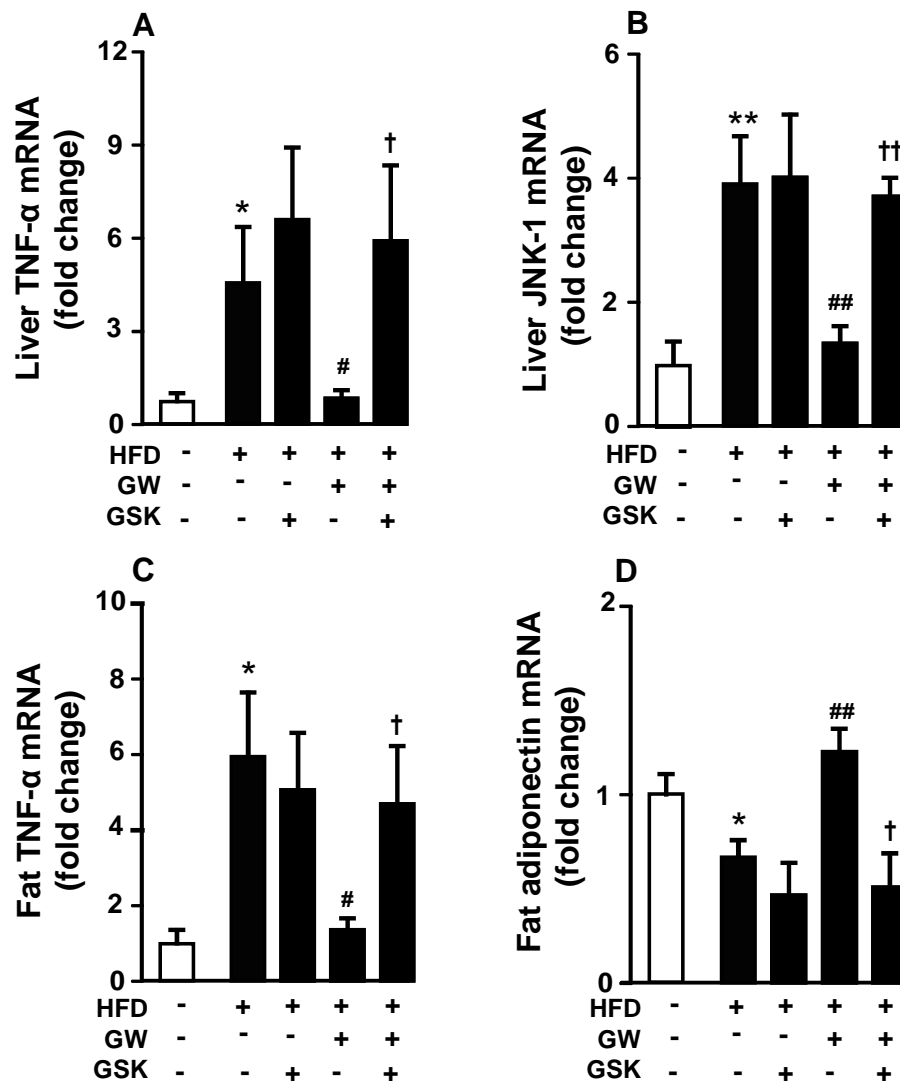 A
Liver TNF-α mRNA
(fold change)
12
9
6
3
0
*
#
†
HFD - + + + +
GW - - - + +
GSK - - + - +
B
Liver JNK-1 mRNA
(fold change)
6
4
2
0
**
##
††
HFD - + + + +
GW - - - + +
GSK - - + - +
C
Fat TNF-α mRNA
(fold change)
10
8
6
4
2
0
*
#
†
HFD - + + + +
GW - - - + +
GSK - - + - +
D
Fat adiponectin mRNA
(fold change)
2
1
0
*
##
†
HFD - + + + +
GW - - - + +
GSK - - + - +